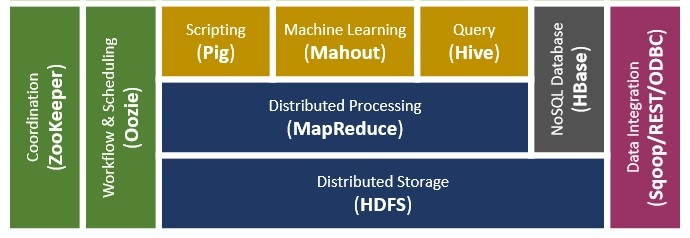 Coordination
(ZooKeeper)
Workflow & Scheduling
(Oozie)
Scripting
(Pig)
Machine Learning
(Mahout)
Query
(Hive)
Distributed Processing
(MapReduce)
Distributed Storage
(HDFS)
NoSQL Database
(HBase)
Data Integration
(Sqoop/REST/ODBC)